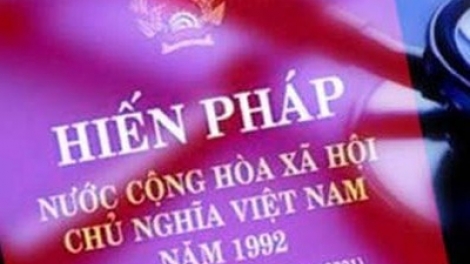 HIẾN PHÁP
NƯỚC CỘNG HÒA XÃ HỘI
CHỦ NGHĨA VIỆT NAM
NĂM 1992